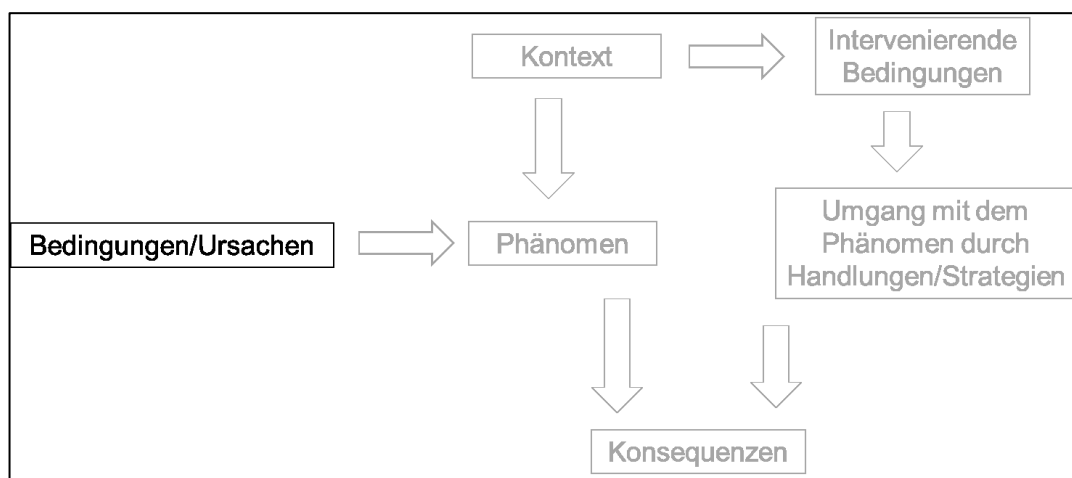 Kontext
Intervenierende
Bedingungen
Bedingungen/Ursachen
Phänomen
Umgang mit dem
Phänomen durch
Handlungen/Strategien
Konsequenzen